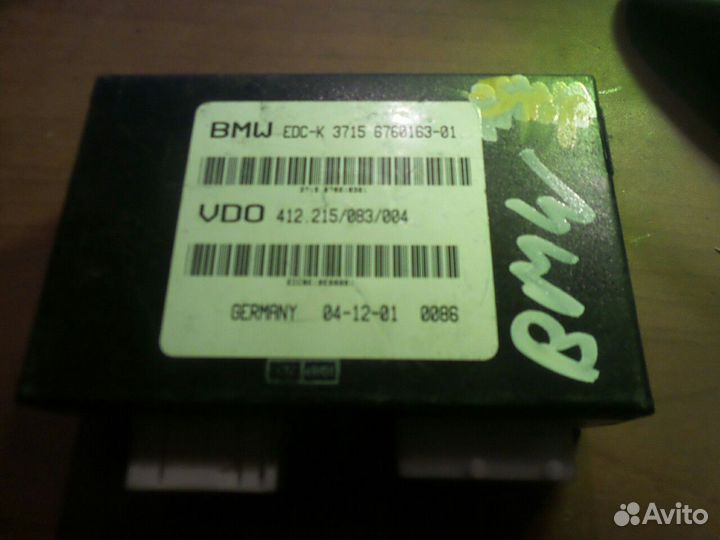 BMW EDC-K 3715 6760163-01
VDO 412.215/083/004
GERMANY 04-12-01 0086
BMW
Avito